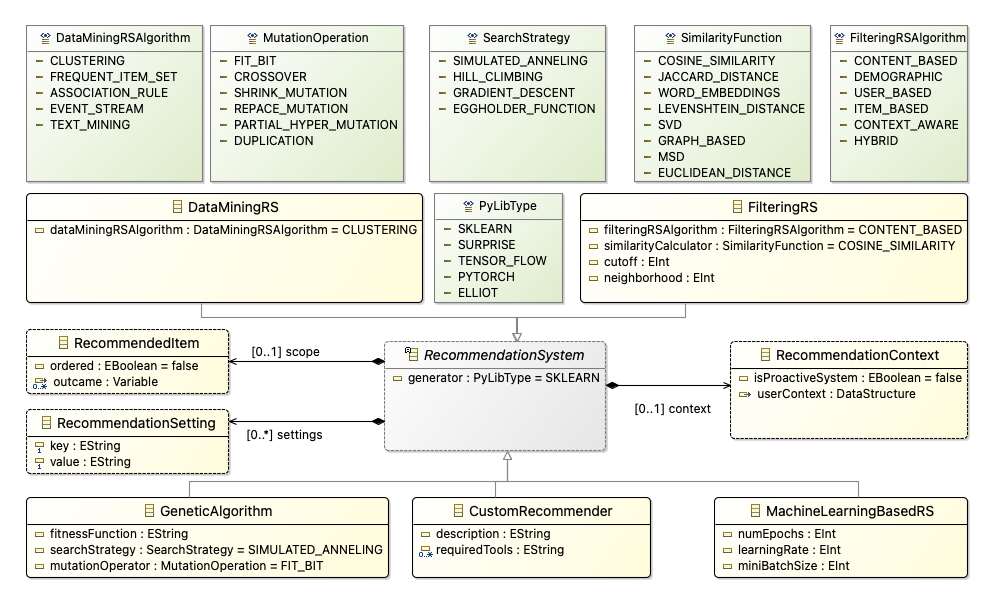 DataMiningRSAlgorithm
CLUSTERING
FREQUENT_ITEM_SET
ASSOCIATION_RULE
EVENT_STREAM
TEXT_MINING
MutationOperation
FIT_BIT
CROSSOVER
SHRINK_MUTATION
REPACE_MUTATION
PARTIAL_HYPER_MUTATION
DUPLICATION
SearchStrategy
SIMULATED_ANNELING
HILL_CLIMBING
GRADIENT_DESCENT
EGGHOLDER_FUNCTION
SimilarityFunction
COSINE_SIMILARITY
JACCARD_DISTANCE
WORD_EMBEDDINGS
LEVENSHTEIN_DISTANCE
SVD
GRAPH_BASED
MSD
EUCLIDEAN_DISTANCE
FilteringRSAlgorithm
CONTENT_BASED
DEMOGRAPHIC
USER_BASED
ITEM_BASED
CONTEXT_AWARE
HYBRID
DataMiningRS
dataMiningRSAlgorithm : DataMiningRSAlgorithm = CLUSTERING
PyLibType
SKLEARN
SURPRISE
TENSOR_FLOW
PYTORCH
ELLIOT
FilteringRS
filteringRSAlgorithm : FilteringRSAlgorithm = CONTENT_BASED
similarityCalculator : SimilarityFunction = COSINE_SIMILARITY
cutoff : EInt
neighborhood : EInt
RecommendedItem
ordered : EBoolean = false
0..* outcame : Variable
[0..1] scope
RecommendationSystem
generator : PyLibType = SKLEARN
RecommendationContext
isProactiveSystem : EBoolean = false
userContext : DataStructure
[0..1] context
RecommendationSetting
1 key : EString
1 value : EString
[0..*] settings
GeneticAlgorithm
fitnessFunction : EString
searchStrategy : SearchStrategy = SIMULATED_ANNELING
mutationOperator : MutationOperation = FIT_BIT
CustomRecommender
description : EString
0..* requiredTools : EString
MachineLearningBasedRS
numEpochs : EInt
learningRate : EInt
miniBatchSize : EInt